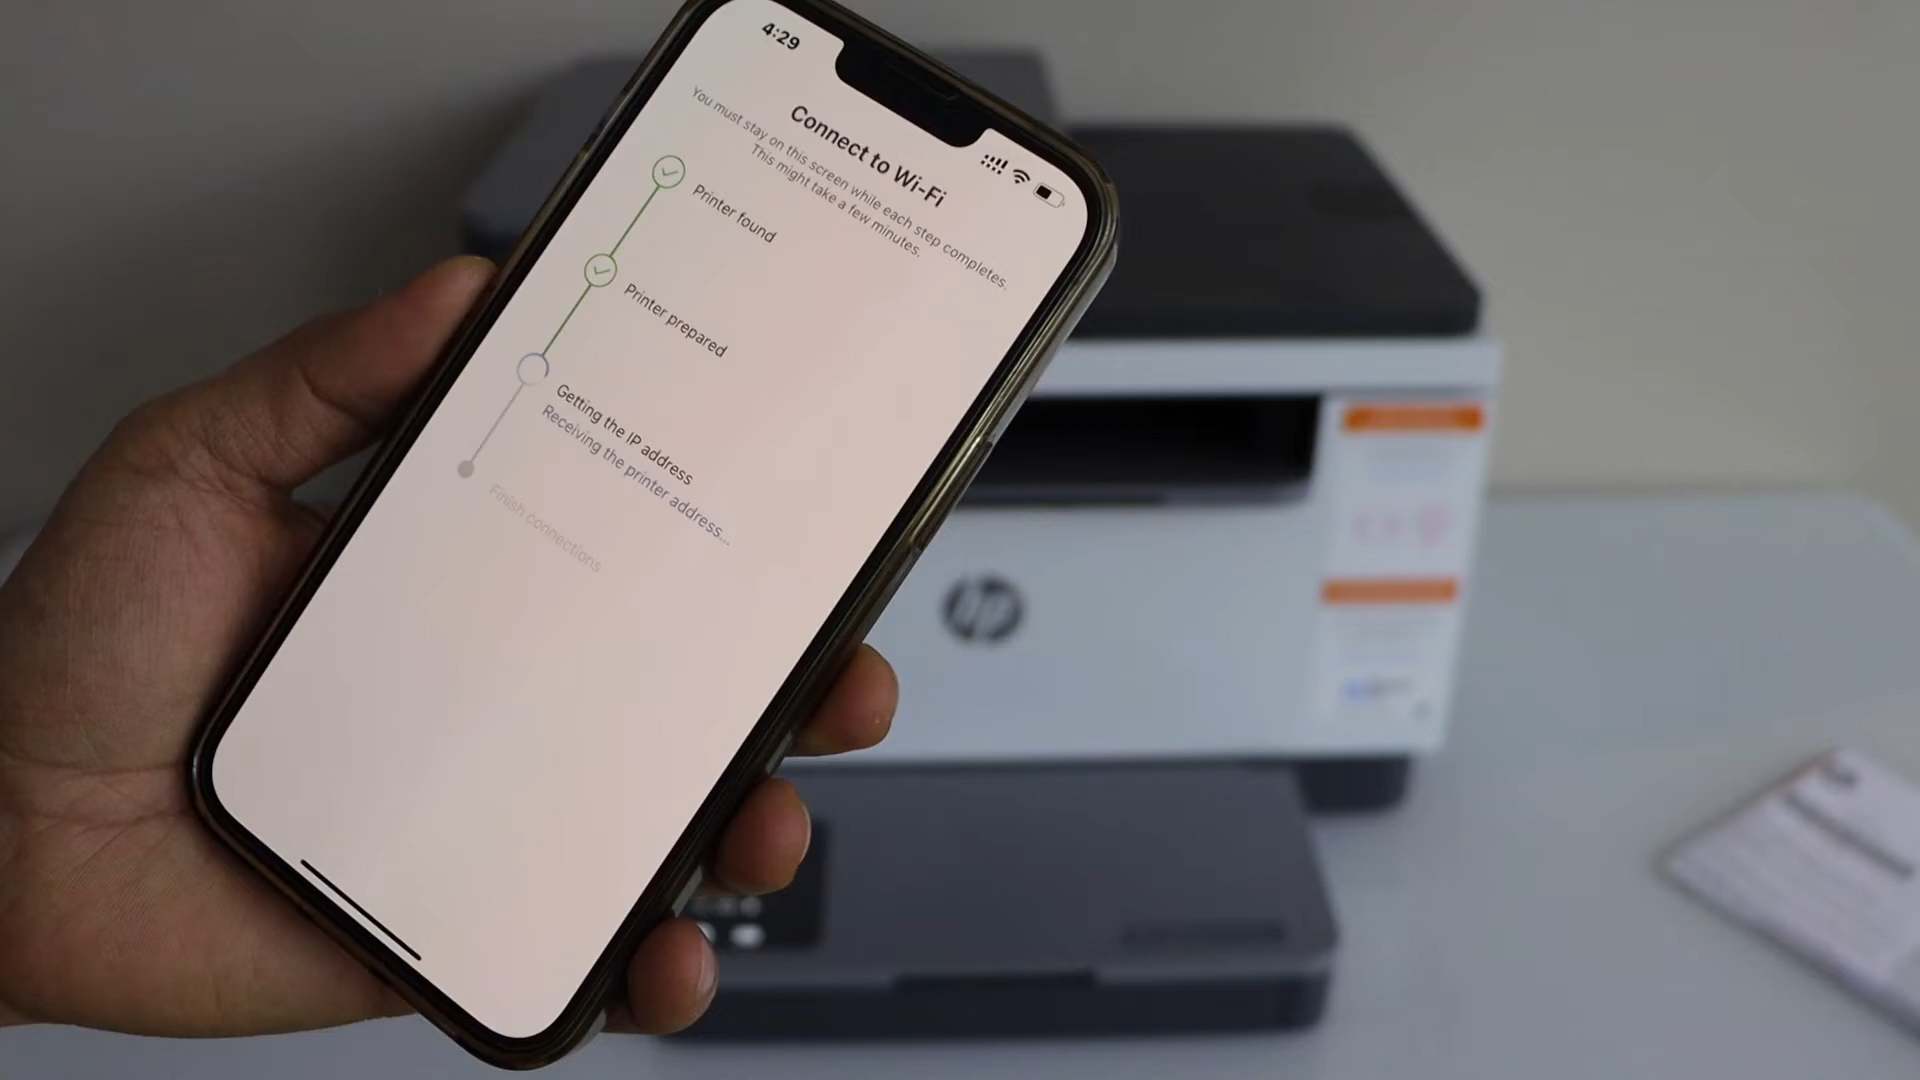 4:29
Connect to Wi-Fi
You must stay on this screen while each step completes.
This might take a few minutes.
Printer found
Printer prepared
Getting the IP address
Receiving the printer address...
Finish connections
hp